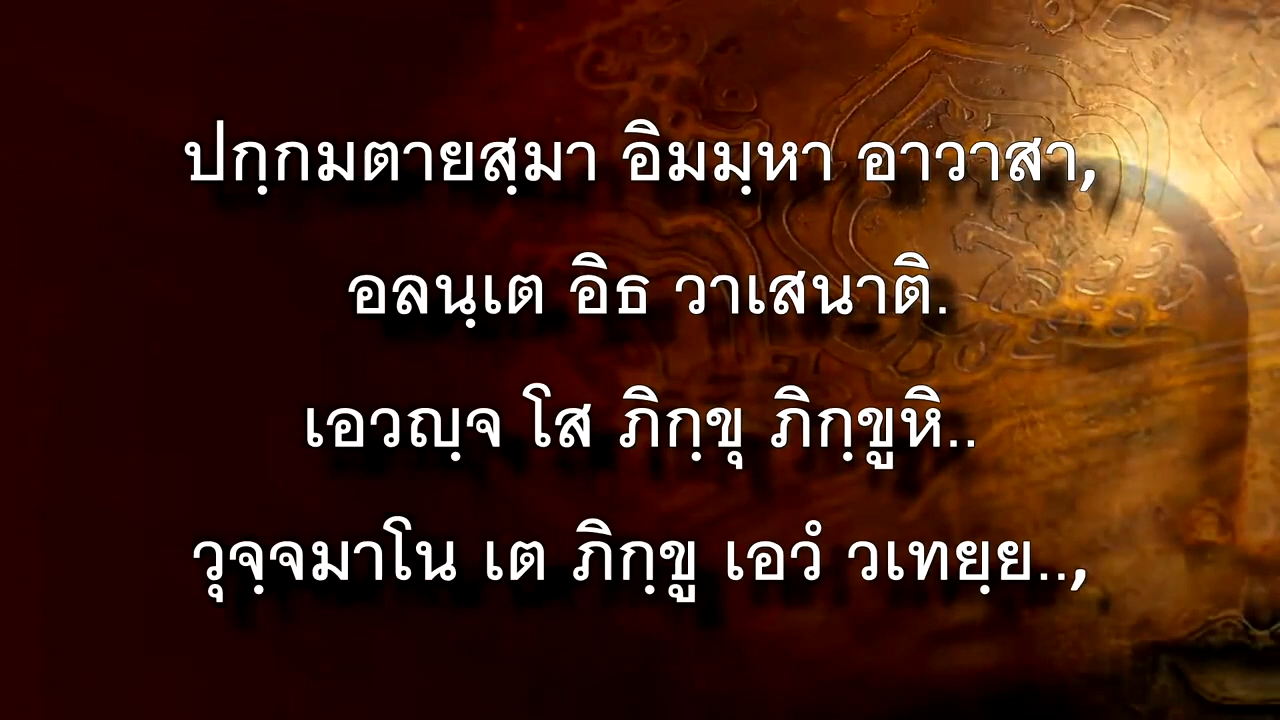 ปกฺกมตายสฺมา อิมมฺหา อาวาสา,
อลนฺเต อิธ วาเสนาติ.
เอวญฺจ โส ภิกฺขุ ภิกฺขูหิ..
วุจฺจมาโน เต ภิกฺขู เอวํ วเทยฺย..,